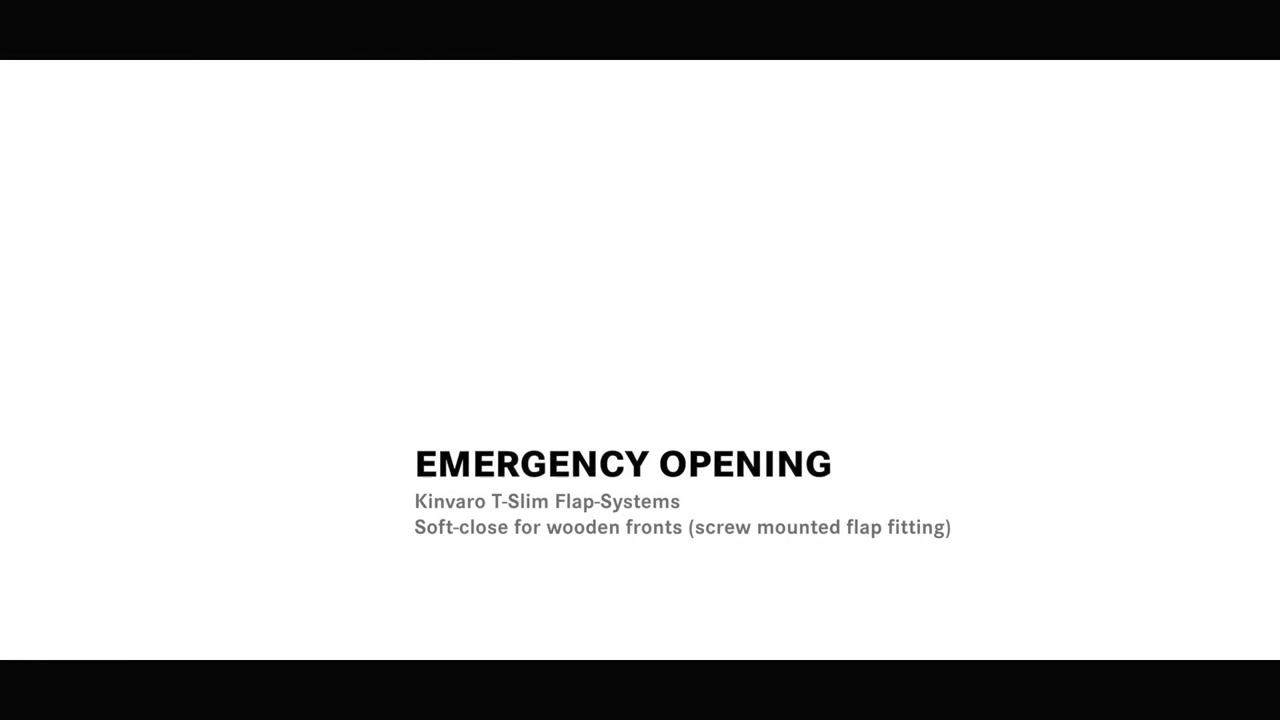 EMERGENCY OPENING
Kinvaro T-Slim Flap-Systems
Soft-close for wooden fronts (screw mounted flap fitting)